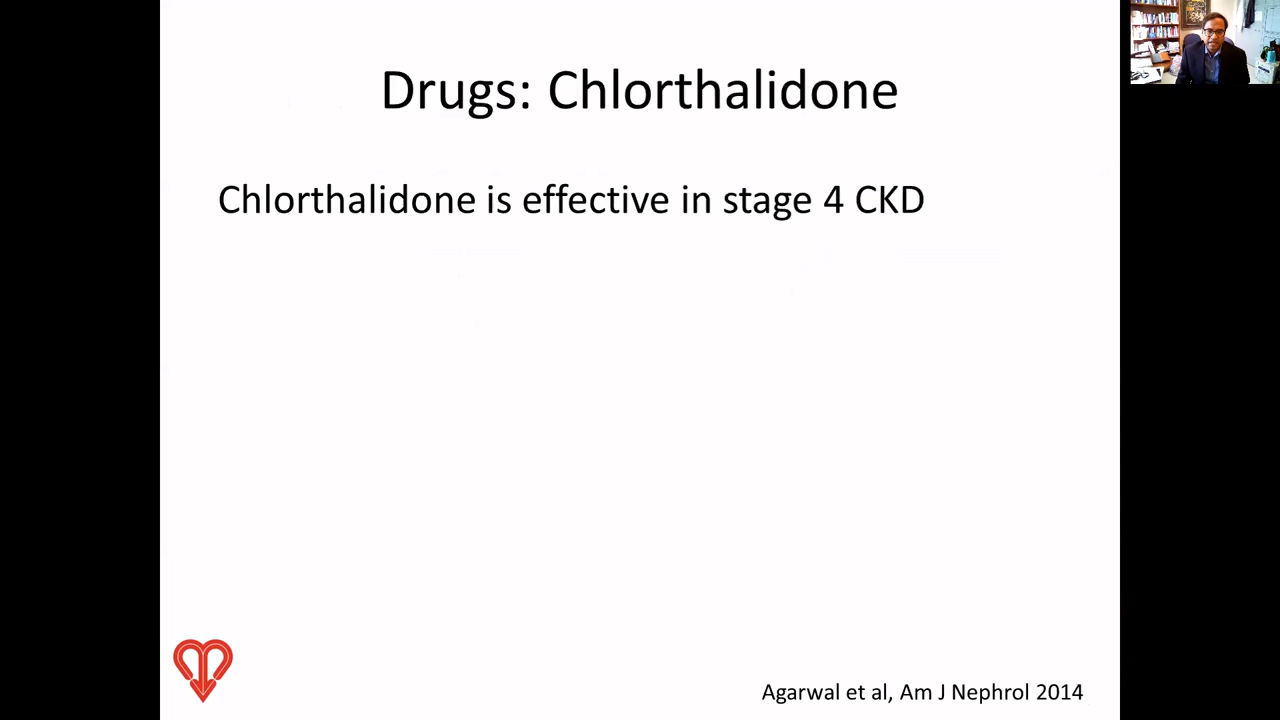 Drugs: Chlorthalidone
Chlorthalidone is effective in stage 4 CKD
Agarwal et al, Am J Nephrol 2014